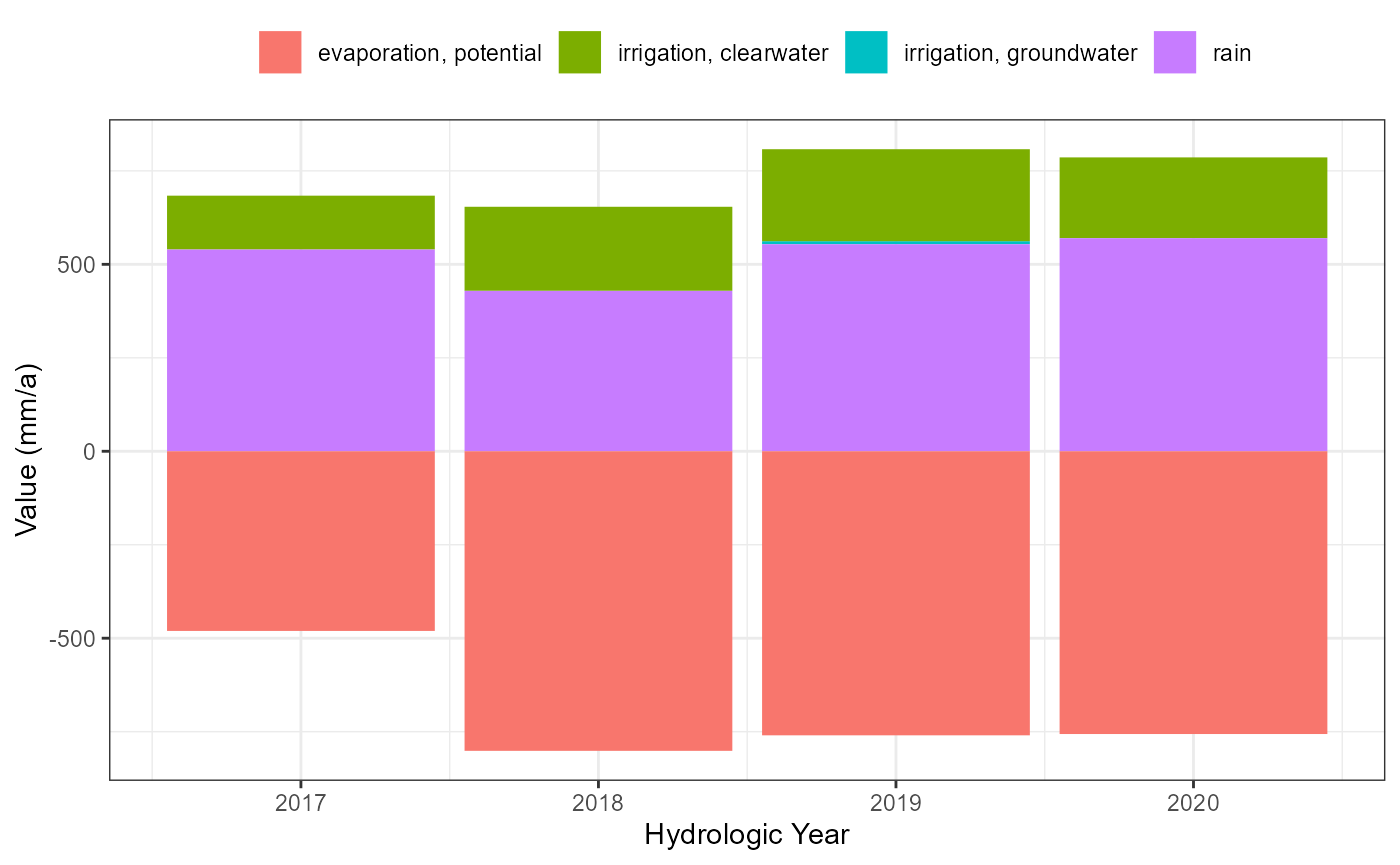 evaporation, potential irrigation, clearwater irrigation, groundwater rain
Value (mm/a)
500
0
-500
2017 2018 2019 2020
Hydrologic Year